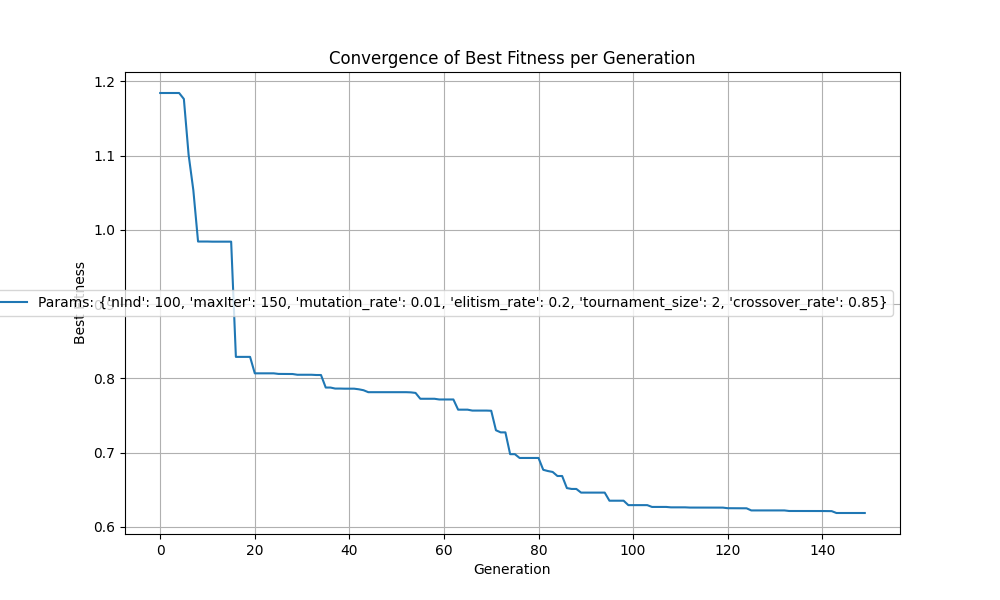 Convergence of Best Fitness per Generation
1.2
1.1
1.0
Params: {'nInd': 100, 'maxIter': 150, 'mutation_rate': 0.01, 'elitism_rate': 0.2, 'tournament_size': 2, 'crossover_rate': 0.85}
Best
0.8
0.7
0.6
0 20 40 60 80 100 120 140
Generation